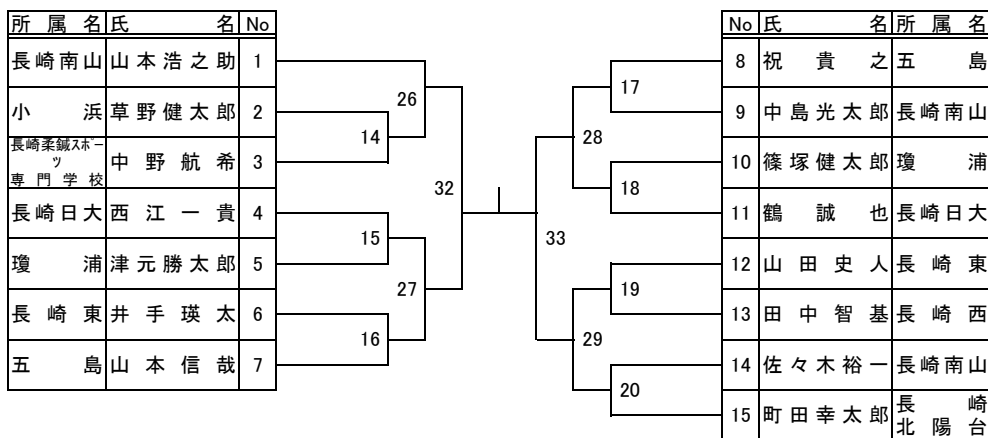 所属名 氏名 No
長崎南山 山本浩之助 1
小浜 草野健太郎 2
長崎柔鍼スポーツ
専門学校 中野航希 3
長崎日大 西江一貴 4
瓊浦 津元勝太郎 5
長崎東 井手瑛太 6
五島 山本信哉 7
26
14
32
15
27
16
No 氏名 所属名
8 祝貴之 五島
9 中島光太郎 長崎南山
10 篠塚健太郎 瓊浦
11 鶴誠也 長崎日大
12 山田史人 長崎東
13 田中智基 長崎西
14 佐々木裕一 長崎南山
15 町田幸太郎 長崎
北陽台
17
28
18
33
19
29
20